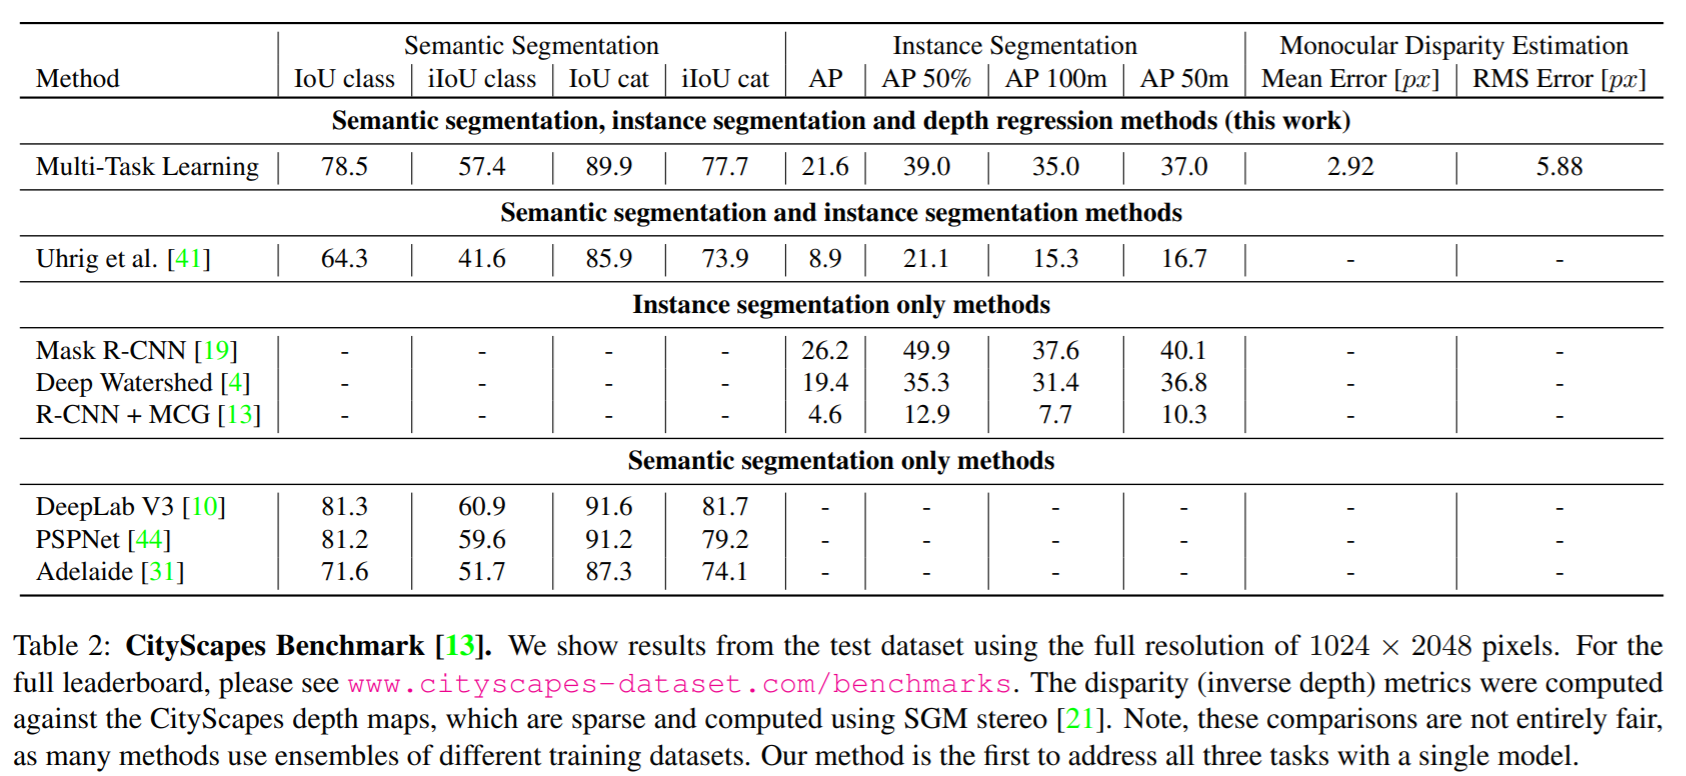 Semantic Segmentation Instance Segmentation Monocular Disparity Estimation
Method IoU class iIoU class IoU cat iIoU cat AP AP 50% AP 100m AP 50m Mean Error [px] RMS Error [px]
Semantic segmentation, instance segmentation and depth regression methods (this work)
Multi-Task Learning 78.5 57.4 89.9 77.7 21.6 39.0 35.0 37.0 2.92 5.88
Semantic segmentation and instance segmentation methods
Uhrig et al. [41] 64.3 41.6 85.9 73.9 8.9 21.1 15.3 16.7 - -
Instance segmentation only methods
Mask R-CNN [19] - - - - 26.2 49.9 37.6 40.1 - -
Deep Watershed [4] - - - - 19.4 35.3 31.4 36.8 - -
R-CNN + MCG [13] - - - - 4.6 12.9 7.7 10.3 - -
Semantic segmentation only methods
DeepLab V3 [10] 81.3 60.9 91.6 81.7 - - - - - -
PSPNet [44] 81.2 59.6 91.2 79.2 - - - - - -
Adelaide [31] 71.6 51.7 87.3 74.1 - - - - - -
Table 2: CityScapes Benchmark [13]. We show results from the test dataset using the full resolution of 1024 × 2048 pixels. For the
full leaderboard, please see www.cityscapes-dataset.com/benchmarks. The disparity (inverse depth) metrics were computed
against the CityScapes depth maps, which are sparse and computed using SGM stereo [21]. Note, these comparisons are not entirely fair,
as many methods use ensembles of different training datasets. Our method is the first to address all three tasks with a single model.